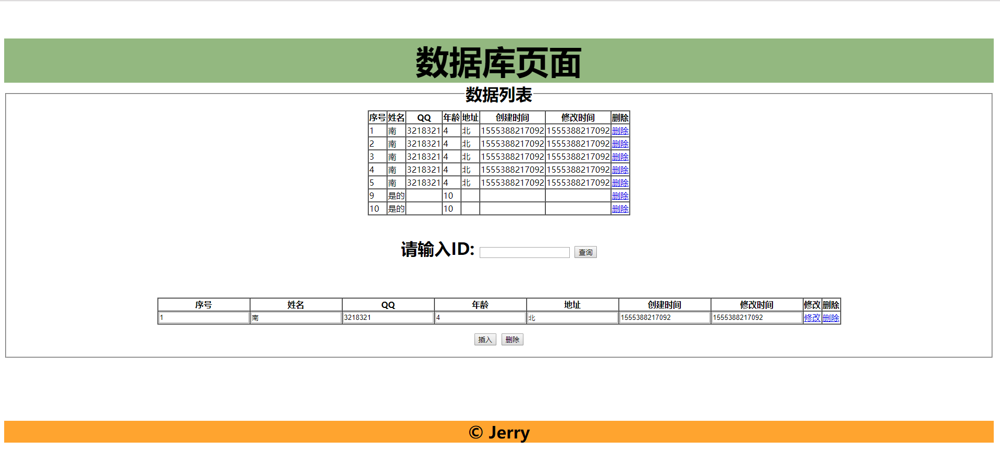 数据库页面
数据列表
序号 姓名 QQ 年龄 地址 创建时间 修改时间 删除
1 南 3218321 4 北 1555388217092 1555388217092 删除
2 南 3218321 4 北 1555388217092 1555388217092 删除
3 南 3218321 4 北 1555388217092 1555388217092 删除
4 南 3218321 4 北 1555388217092 1555388217092 删除
5 南 3218321 4 北 1555388217092 1555388217092 删除
9 是的 10 删除
10 是的 10 删除
请输入ID: 查询
序号 姓名 QQ 年龄 地址 创建时间 修改时间 修改 删除
1 南 3218321 4 北 1555388217092 1555388217092 修改 删除
插入 删除
© Jerry